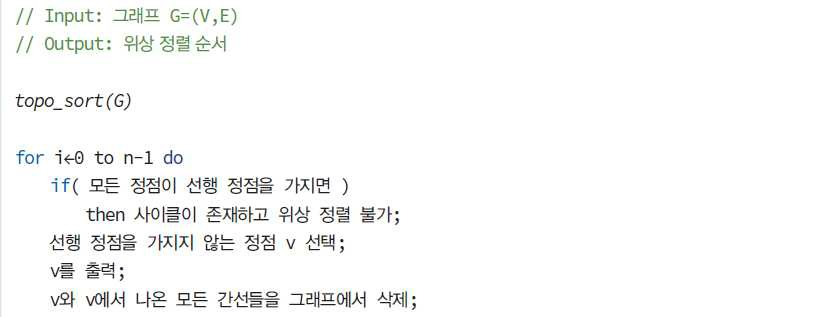 // Input: 그래프 G=(V,E)
// Output: 위상 정렬 순서
topo_sort(G)
for i←0 to n-1 do
if( 모든 정점이 선행 정점을 가지면 )
then 사이클이 존재하고 위상 정렬 불가;
선행 정점을 가지지 않는 정점 v 선택;
v를 출력;
v와 v에서 나온 모든 간선들을 그래프에서 삭제;